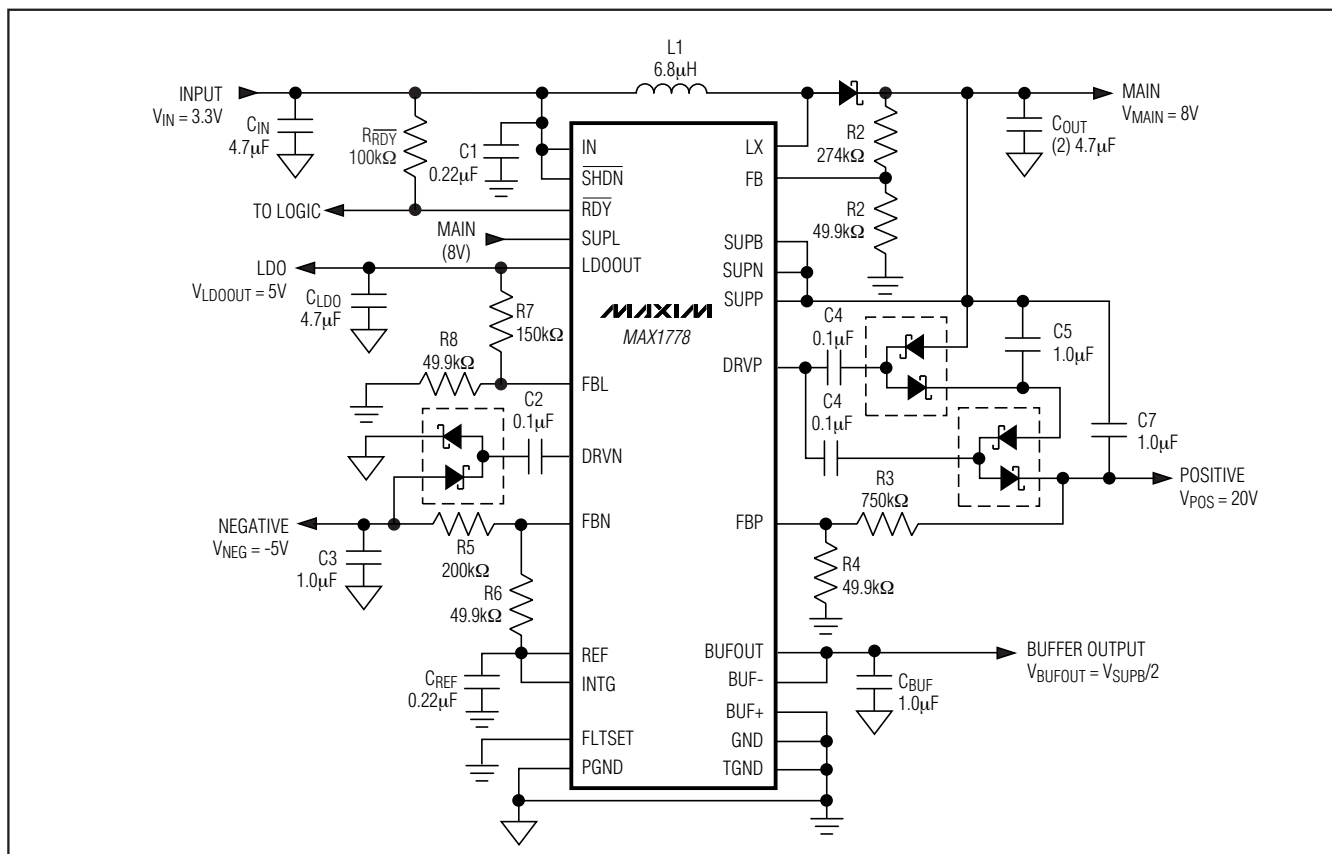 L1
6.8µH
INPUT
VIN = 3.3V
CIN
4.7µF
RRDY
100kΩ
C1
0.22µF
MAIN
VMAIN = 8V
COUT
(2) 4.7µF
R2
274kΩ
R2
49.9kΩ
IN
SHDN
RDY
SUPL
LDOOUT
FBL
DRVN
FBN
REF
INTG
FLTSET
PGND
LX
FB
SUPB
SUPN
SUPP
DRVP
FBP
BUFOUT
BUF-
BUF+
GND
TGND
MAXIM
MAX1778
TO LOGIC
MAIN
(8V)
LDO
VLDOOUT = 5V
CLDO
4.7µF
R7
150kΩ
R8
49.9kΩ
C2
0.1µF
NEGATIVE
VNEG = -5V
C3
1.0µF
R5
200kΩ
R6
49.9kΩ
CREF
0.22µF
C4
0.1µF
C4
0.1µF
C5
1.0µF
C7
1.0µF
POSITIVE
VPOS = 20V
R3
750kΩ
R4
49.9kΩ
BUFFER OUTPUT
VBUFOUT = VSUPB/2
CBUF
1.0µF